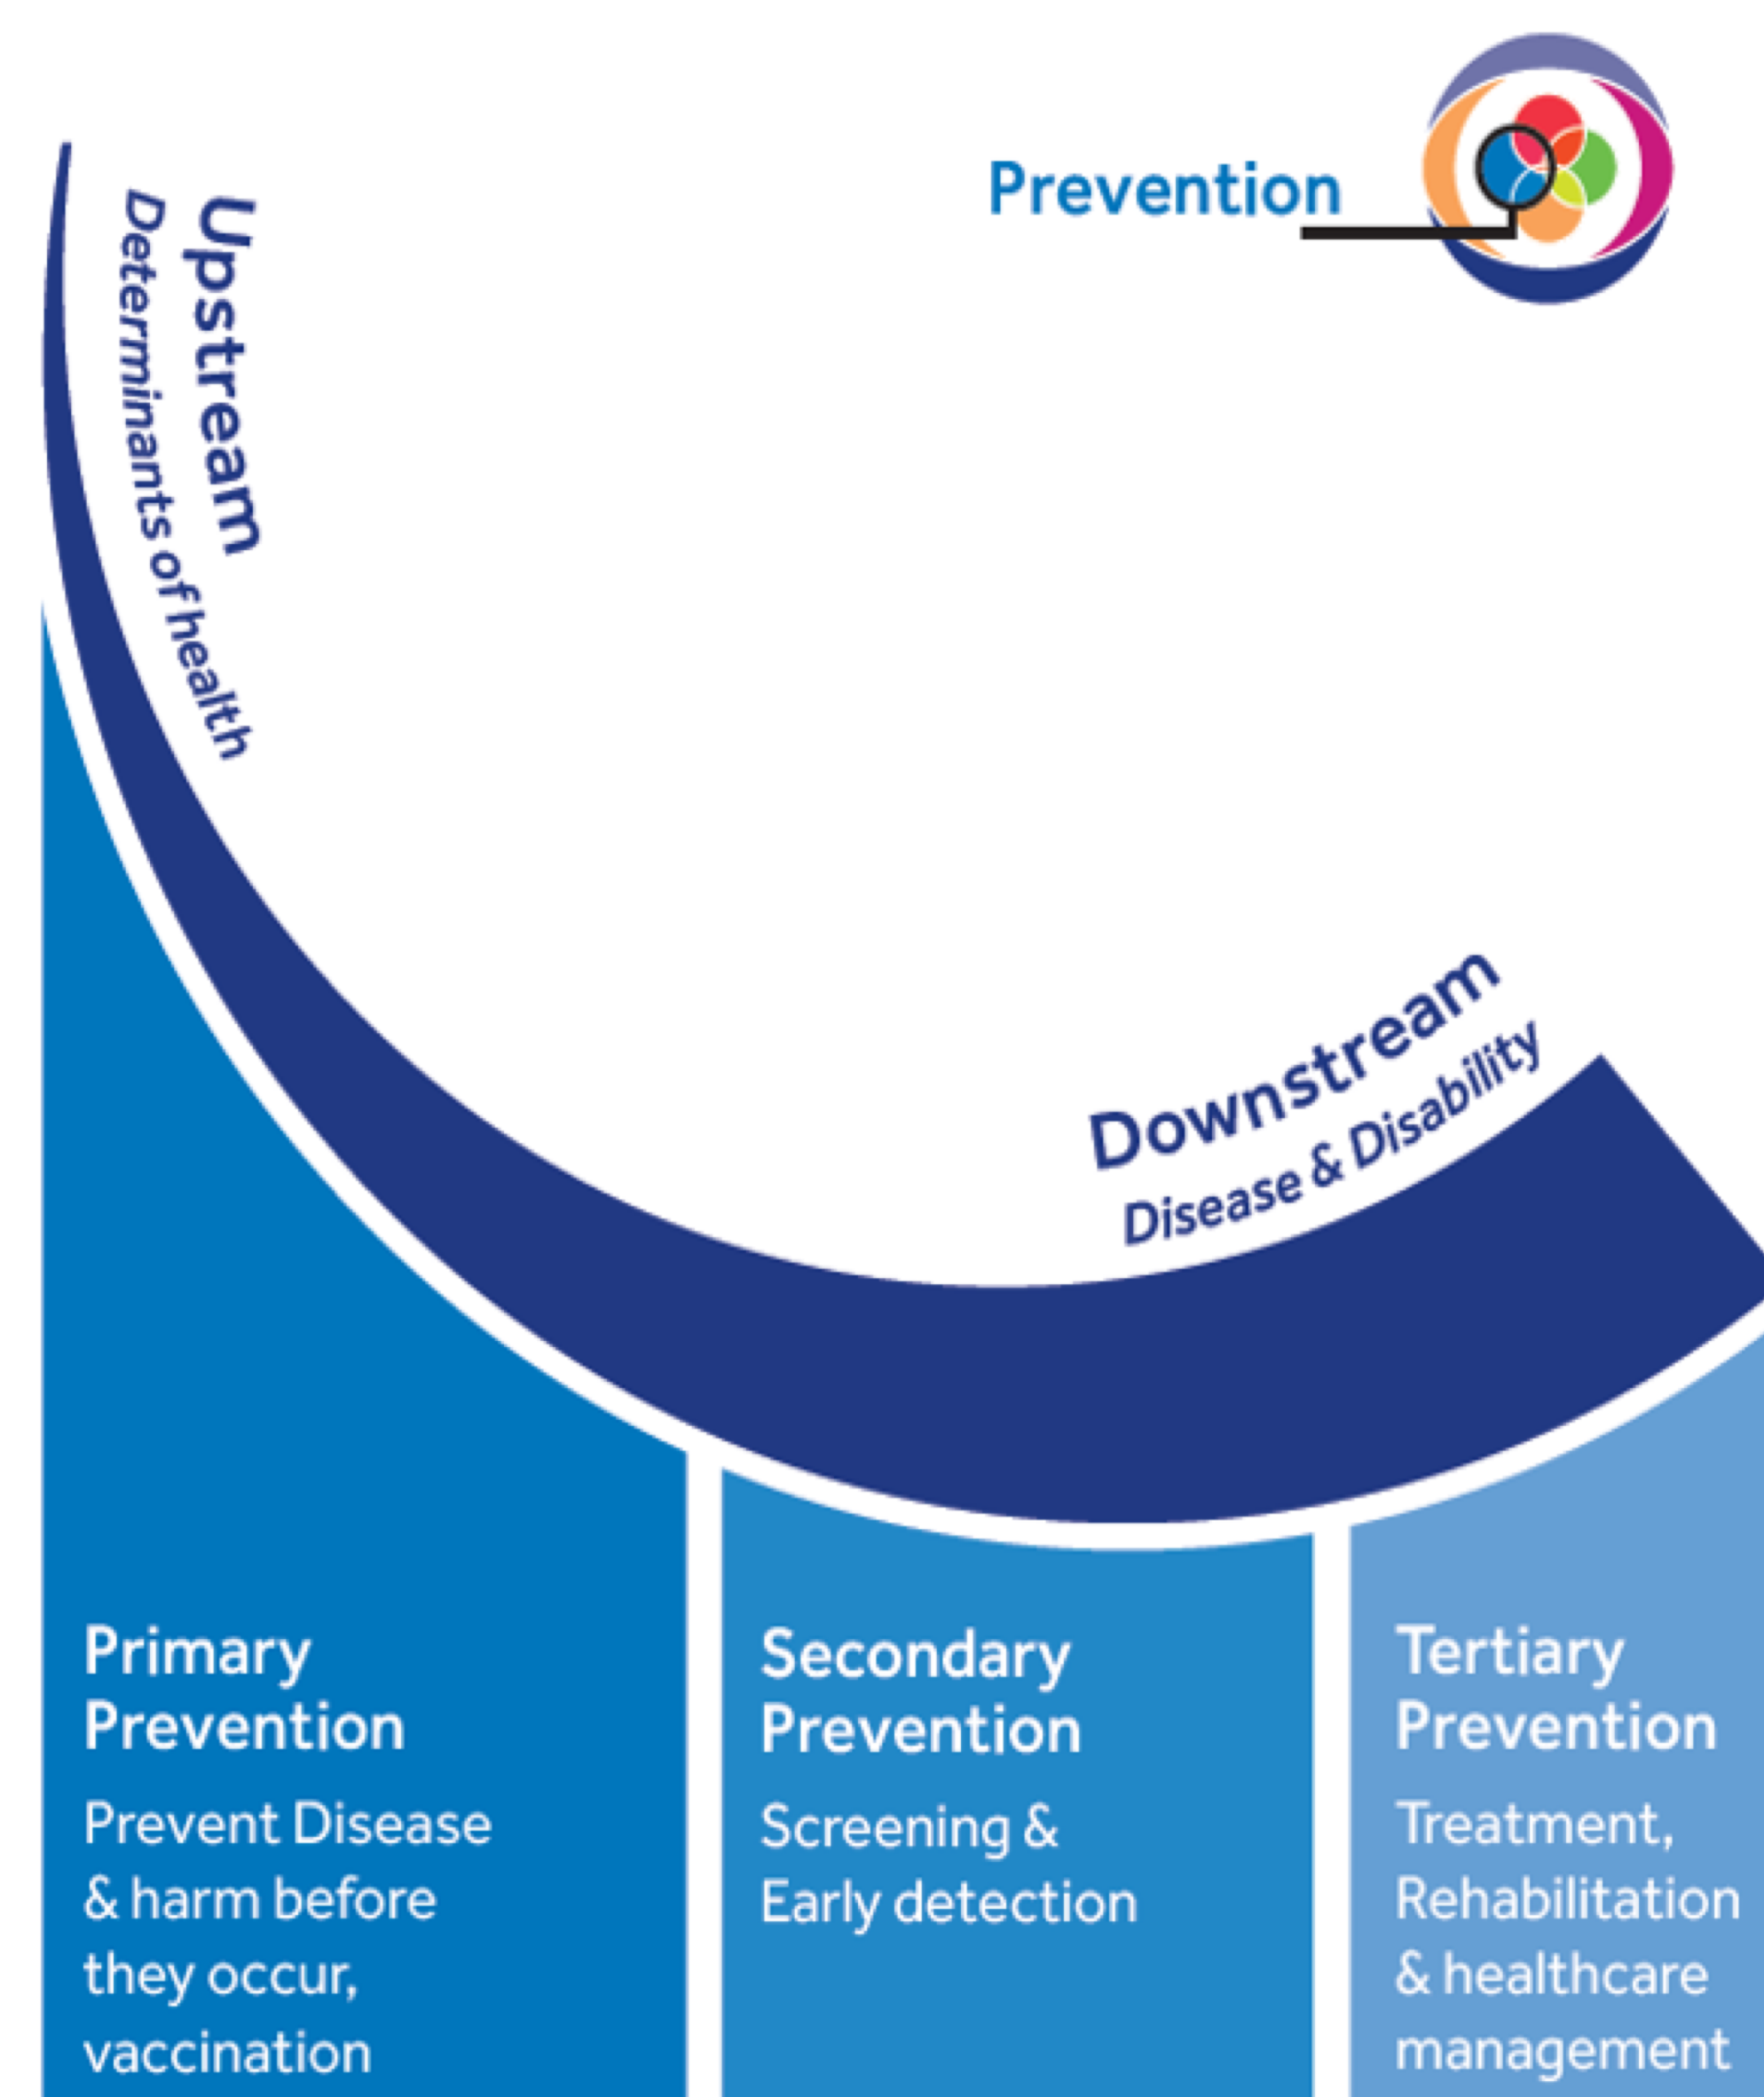 Prevention
Upstream
Determinants of health
Downstream
Disease & Disability
Primary
Prevention
Prevent Disease
& harm before
they occur,
vaccination
Secondary
Prevention
Screening &
Early detection
Tertiary
Prevention
Treatment,
Rehabilitation
& healthcare
management